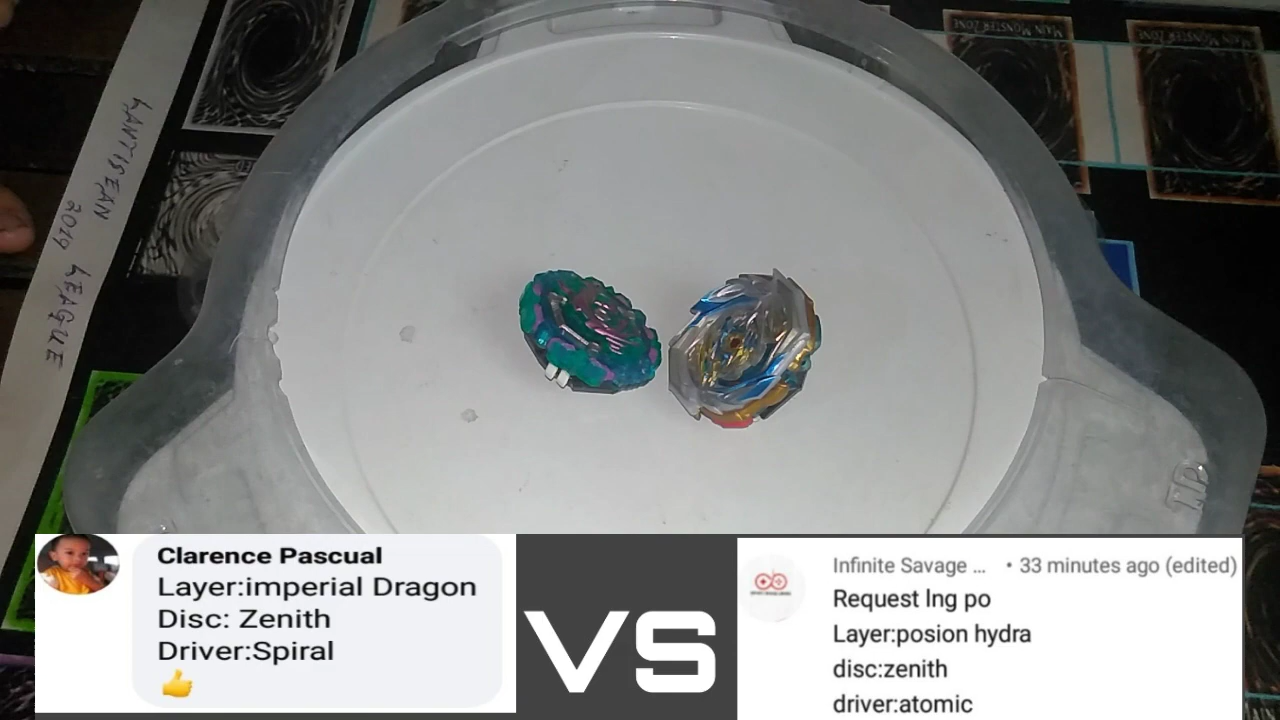 MAIN MONSTER ZONE
MAIN MONSTER ZONE
LANTISEAN
2019 LEAGUE
Clarence Pascual
Layer:imperial Dragon
Disc: Zenith
Driver:Spiral
👍
VS
Infinite Savage ... • 33 minutes ago (edited)
Request lng po
Layer:posion hydra
disc:zenith
driver:atomic